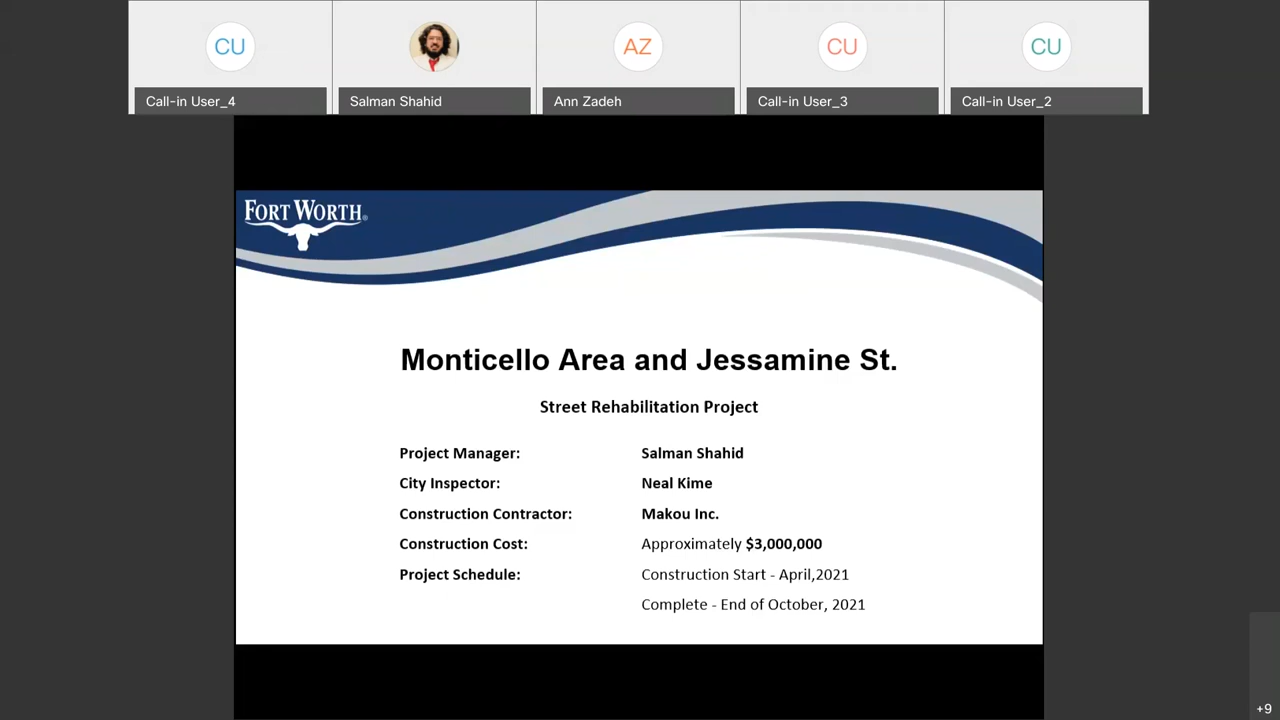 CU
AZ
CU
CU
Call-in User_4
Salman Shahid
Ann Zadeh
Call-in User_3
Call-in User_2
FORT WORTH®
Monticello Area and Jessamine St.
Street Rehabilitation Project
Project Manager: Salman Shahid
City Inspector: Neal Kime
Construction Contractor: Makou Inc.
Construction Cost: Approximately $3,000,000
Project Schedule: Construction Start - April,2021
Complete - End of October, 2021
+9